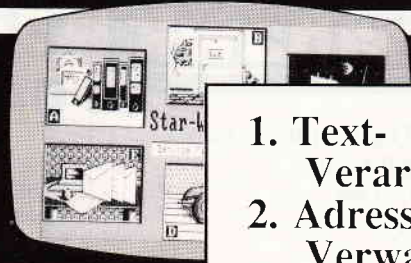 A
B
Star-
E
D
1. Text-
Verar
2. Adress
Verwa